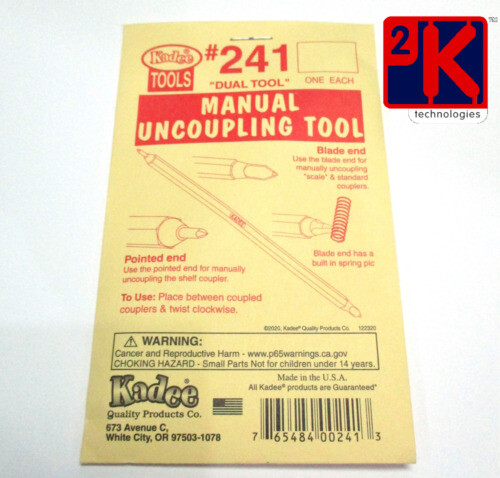 Kadee
TOOLS
®
#241
"DUAL TOOL"
ONE EACH
2K
technologies
MANUAL
UNCOUPLING TOOL
Blade end
Use the blade end for
manually uncoupling
"scale" & standard
couplers.
KADEE
Pointed end
Use the pointed end for manually
uncoupling the shelf coupler.
Blade end has a
built in spring pic
To Use: Place between coupled
couplers & twist clockwise.
©2020, Kadee® Quality Products Co. 122320
⚠ WARNING:
Cancer and Reproductive Harm - www.p65warnings.ca.gov
CHOKING HAZARD - Small Parts Not for children under 14 years.
Kadee®
Quality Products Co.
673 Avenue C,
White City, OR 97503-1078
Made in the U.S.A.
All Kadee® products are Guaranteed*
7 65484 00241 3